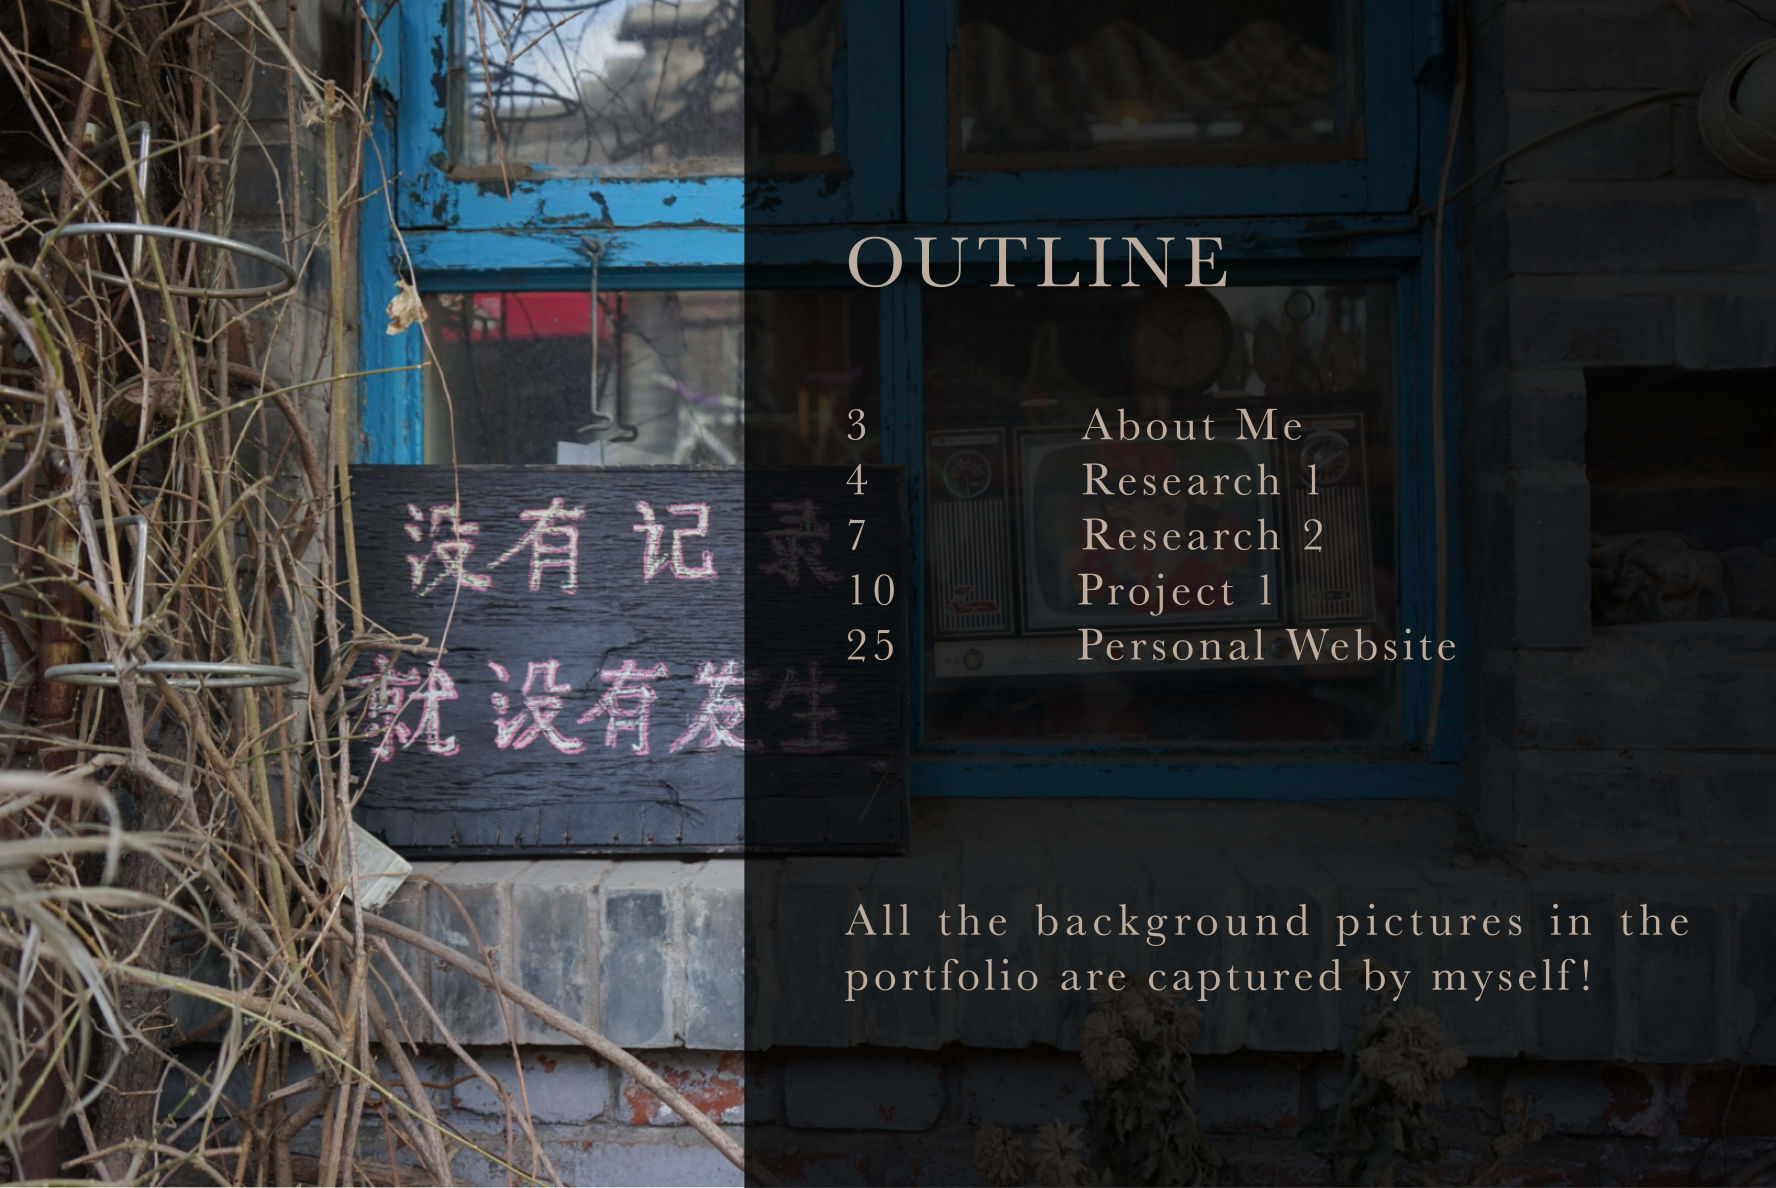 没有记录
就没有发生
OUTLINE
3 About Me
4 Research 1
7 Research 2
10 Project 1
25 Personal Website
All the background pictures in the
portfolio are captured by myself!